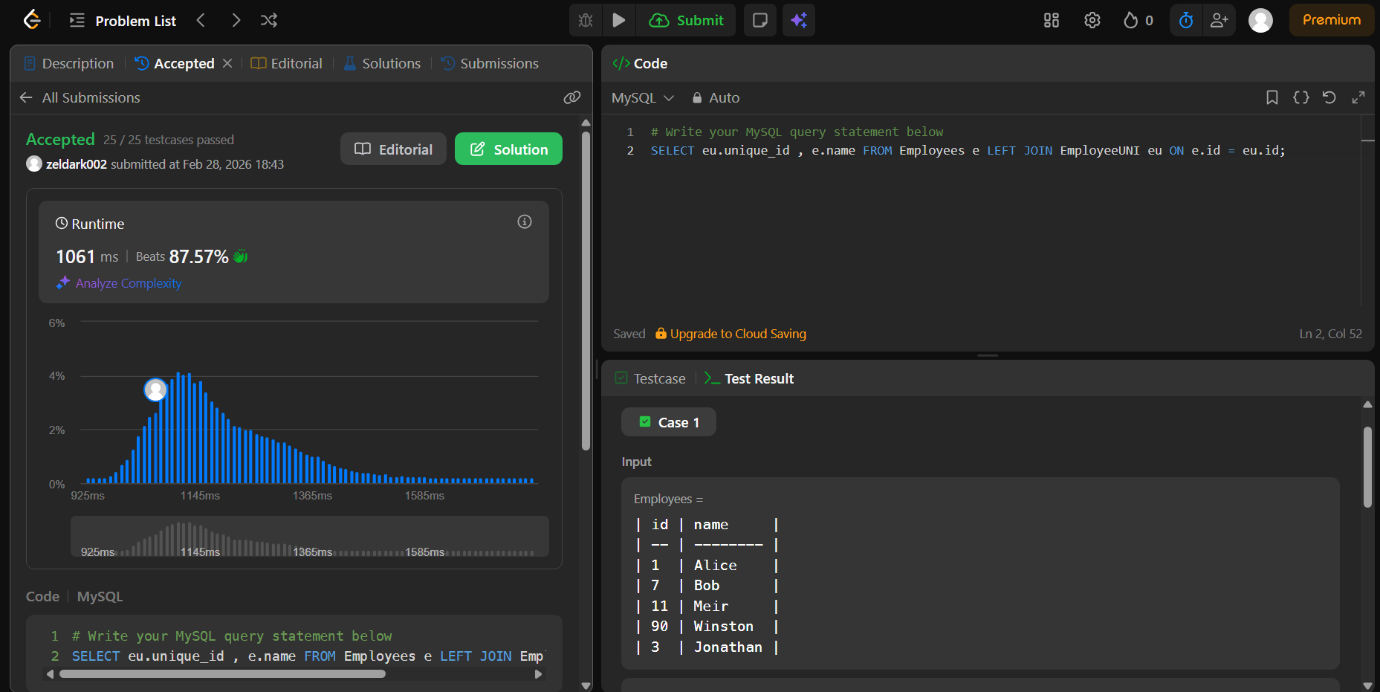 Problem List
Submit
0
Premium
Description
Accepted
Editorial
Solutions
Submissions
All Submissions
Accepted 25 / 25 testcases passed
zeldark002 submitted at Feb 28, 2026 18:43
Editorial
Solution
Runtime
1061 ms | Beats 87.57%
Analyze Complexity
6%
4%
2%
0%
925ms 1145ms 1365ms 1585ms
925ms 1145ms 1365ms 1585ms
Code | MySQL
1 # Write your MySQL query statement below
2 SELECT eu.unique_id , e.name FROM Employees e LEFT JOIN Emp
</> Code
MySQL Auto
1 # Write your MySQL query statement below
2 SELECT eu.unique_id , e.name FROM Employees e LEFT JOIN EmployeeUNI eu ON e.id = eu.id;
Saved Upgrade to Cloud Saving Ln 2, Col 52
Testcase | >_ Test Result
Case 1
Input
Employees =
| id | name     |
| -- | -------- |
| 1  | Alice    |
| 7  | Bob      |
| 11 | Meir     |
| 90 | Winston  |
| 3  | Jonathan |